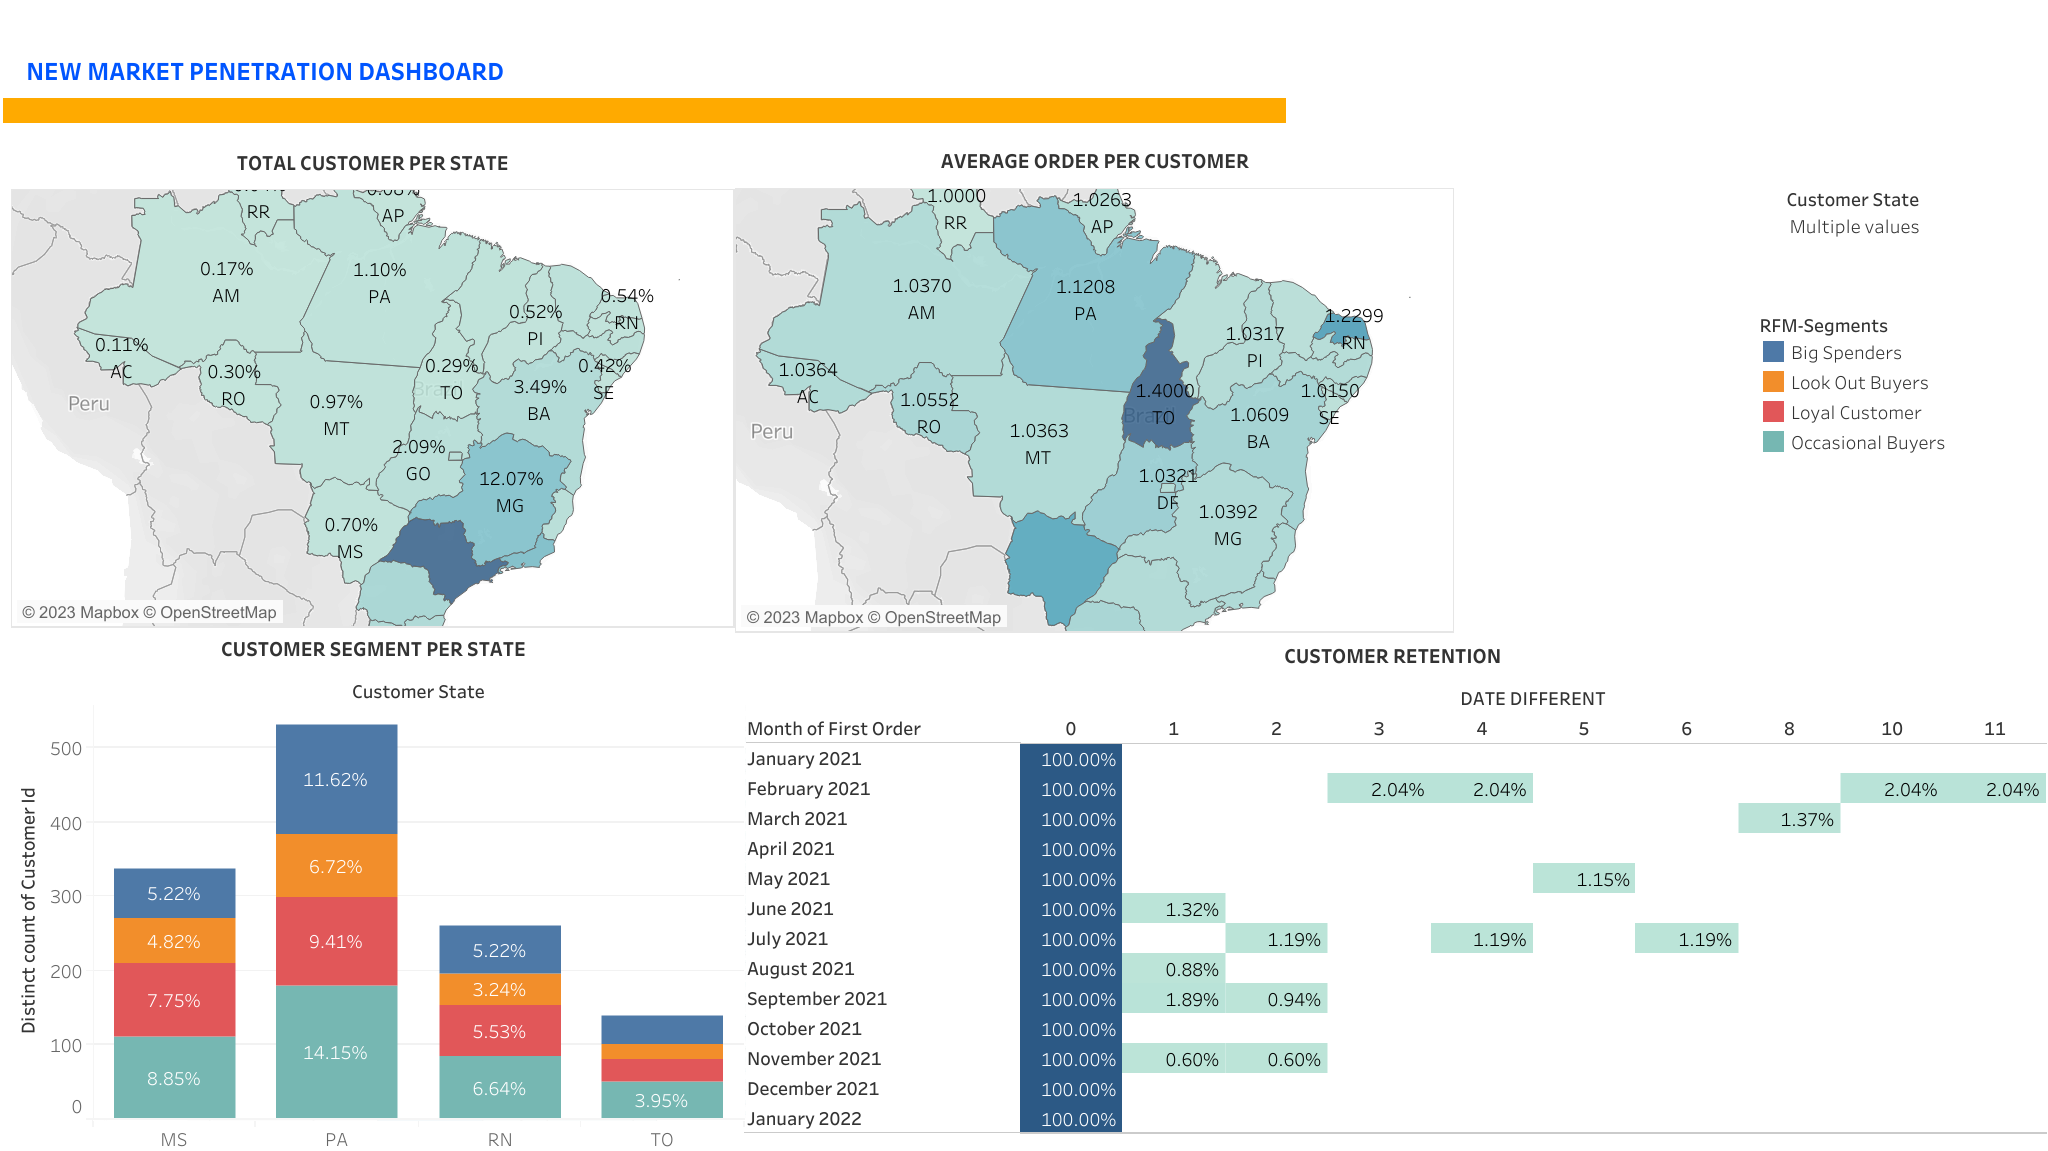 NEW MARKET PENETRATION DASHBOARD
TOTAL CUSTOMER PER STATE
RR
AP
0.17%
AM
1.10%
PA
0.54%
RN
0.52%
PI
0.11%
AC
0.30%
RO
0.29%
TO
0.42%
SE
3.49%
BA
0.97%
MT
Peru
Brazil
2.09%
GO
12.07%
MG
0.70%
MS
© 2023 Mapbox © OpenStreetMap
AVERAGE ORDER PER CUSTOMER
1.0000
RR
1.0263
AP
1.0370
AM
1.1208
PA
1.2299
RN
1.0317
PI
1.0364
AC
1.0552
RO
1.4000
TO
1.0150
SE
1.0609
BA
1.0363
MT
Peru
1.0321
DF
1.0392
MG
© 2023 Mapbox © OpenStreetMap
Customer State
Multiple values
RFM-Segments
Big Spenders
Look Out Buyers
Loyal Customer
Occasional Buyers
CUSTOMER SEGMENT PER STATE
Customer State
Distinct count of Customer Id
500
400
300
200
100
0
5.22%
4.82%
7.75%
8.85%
11.62%
6.72%
9.41%
14.15%
5.22%
3.24%
5.53%
6.64%
3.95%
MS PA RN TO
CUSTOMER RETENTION
DATE DIFFERENT
Month of First Order 0 1 2 3 4 5 6 8 10 11
January 2021 100.00%
February 2021 100.00% 2.04% 2.04% 2.04% 2.04%
March 2021 100.00% 1.37%
April 2021 100.00%
May 2021 100.00% 1.15%
June 2021 100.00% 1.32%
July 2021 100.00% 1.19% 1.19% 1.19%
August 2021 100.00% 0.88%
September 2021 100.00% 1.89% 0.94%
October 2021 100.00%
November 2021 100.00% 0.60% 0.60%
December 2021 100.00%
January 2022 100.00%